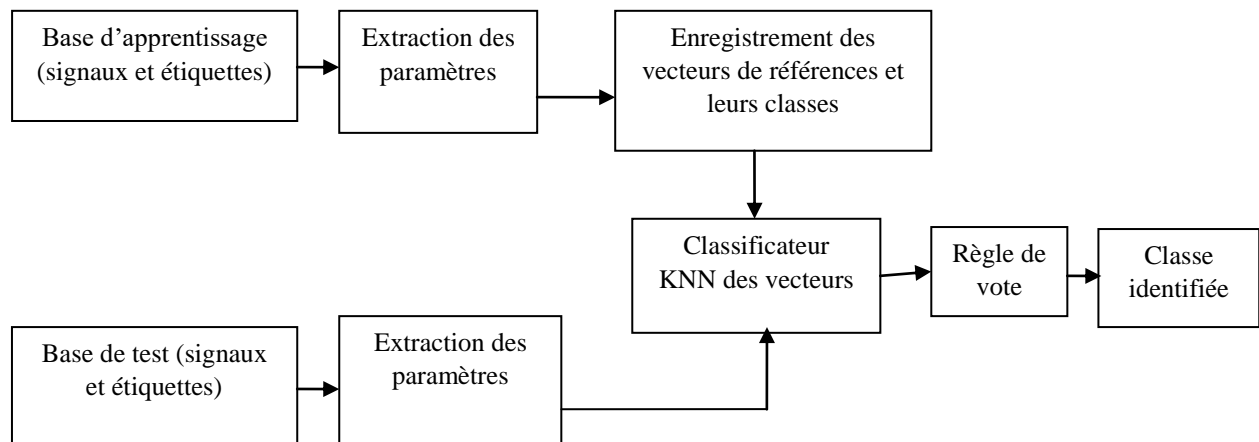 Base d’apprentissage
(signaux et étiquettes)
Extraction des
paramètres
Enregistrement des
vecteurs de références et
leurs classes
Classificateur
KNN des vecteurs
Règle de
vote
Classe
identifiée
Base de test (signaux
et étiquettes)
Extraction des
paramètres